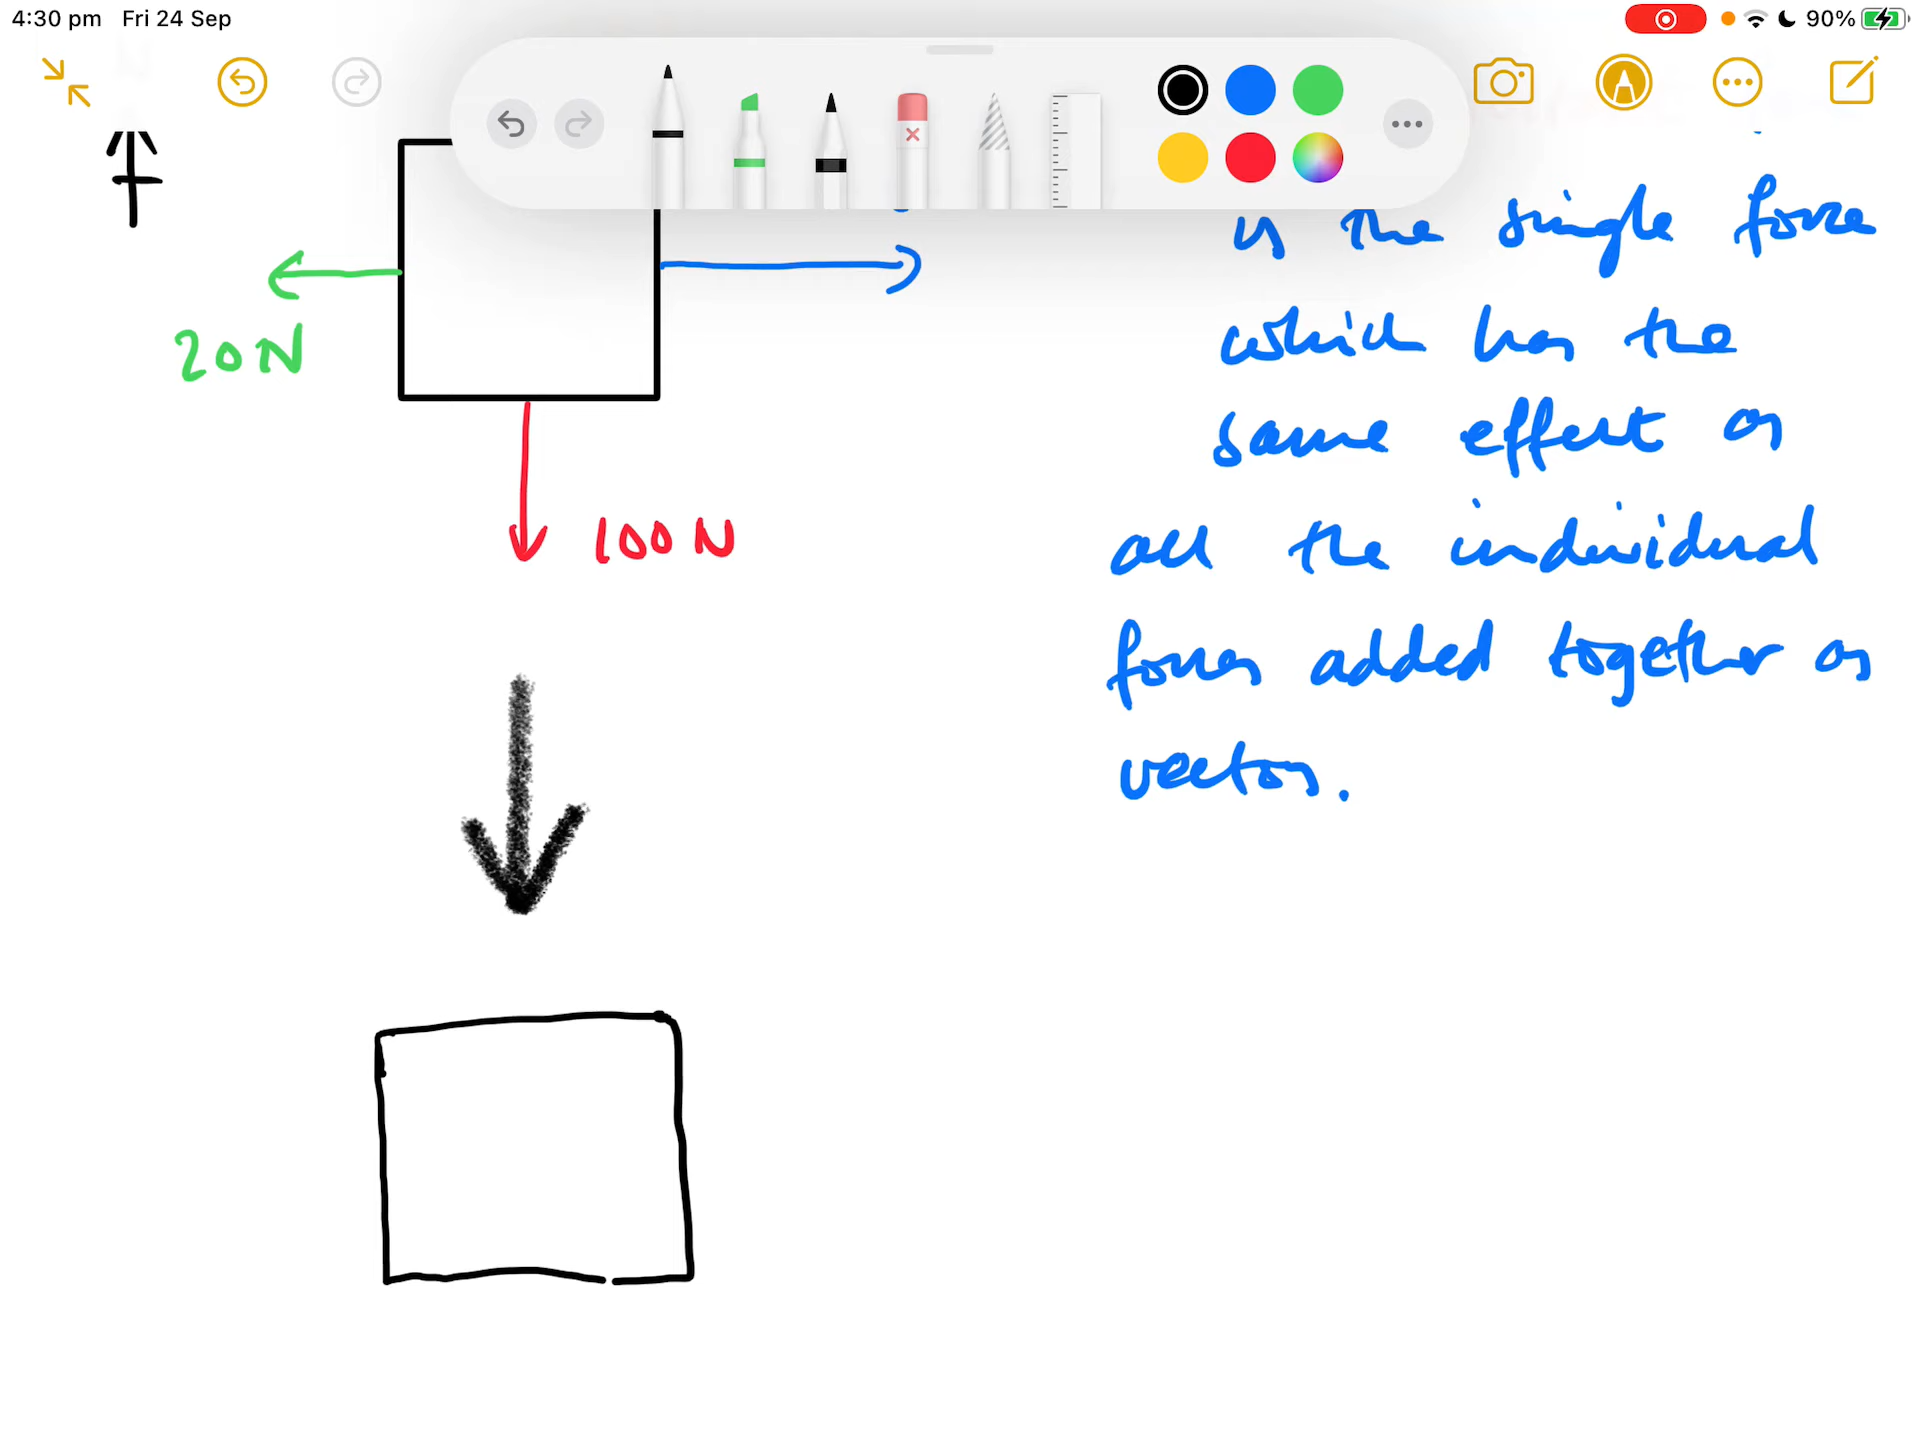 4:30 pm Fri 24 Sep
90%
is the single force
which has the
20N
same effect as
100N
all the individual
forces added together as
vectors.